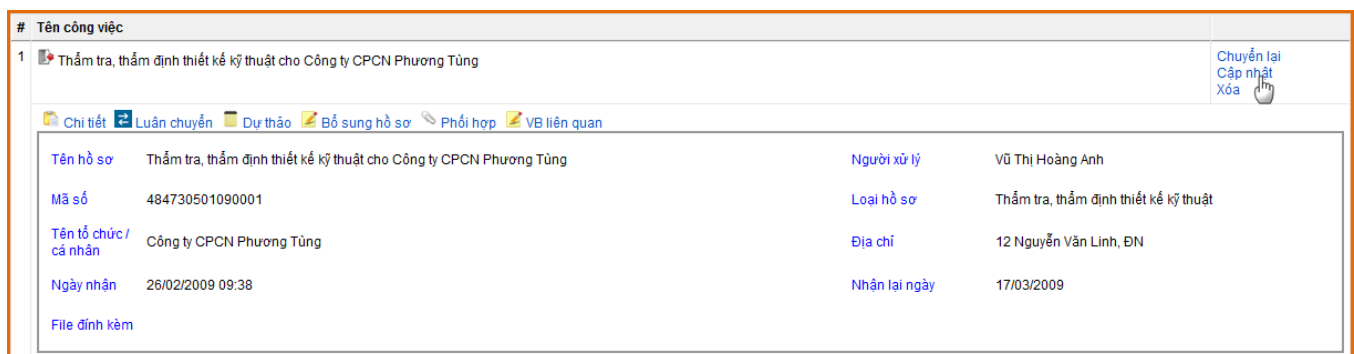 # Tên công việc
1 Thẩm tra, thẩm định thiết kế kỹ thuật cho Công ty CPCN Phương Tùng
Chuyển lại
Cập nhật
Xóa
Chi tiết Luân chuyển Dự thảo Bổ sung hồ sơ Phối hợp VB liên quan
Tên hồ sơ Thẩm tra, thẩm định thiết kế kỹ thuật cho Công ty CPCN Phương Tùng Người xử lý Vũ Thị Hoàng Anh
Mã số 484730501090001 Loại hồ sơ Thẩm tra, thẩm định thiết kế kỹ thuật
Tên tổ chức /
cá nhân Công ty CPCN Phương Tùng Địa chỉ 12 Nguyễn Văn Linh, ĐN
Ngày nhận 26/02/2009 09:38 Nhận lại ngày 17/03/2009
File đính kèm